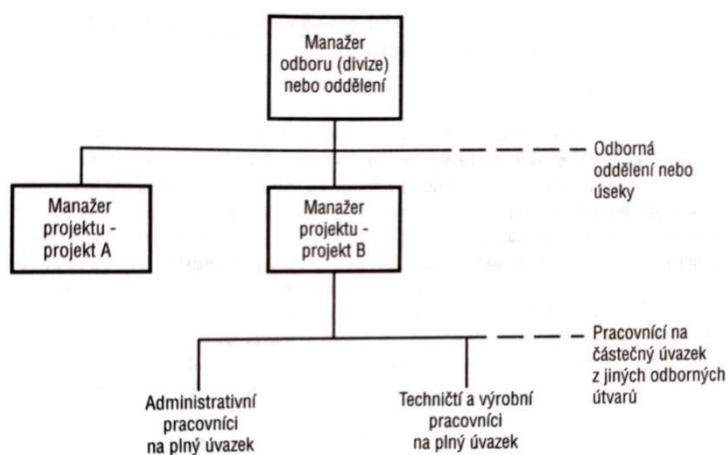 Manažer
odboru (divize)
nebo oddělení
Odborná
oddělení nebo
úseky
Manažer
projektu -
projekt A
Manažer
projektu -
projekt B
Pracovnící na
částečný úvazek
z jiných odborných
útvarů
Administrativní
pracovníci
na plný úvazek
Techničtí a výrobní
pracovníci
na plný úvazek